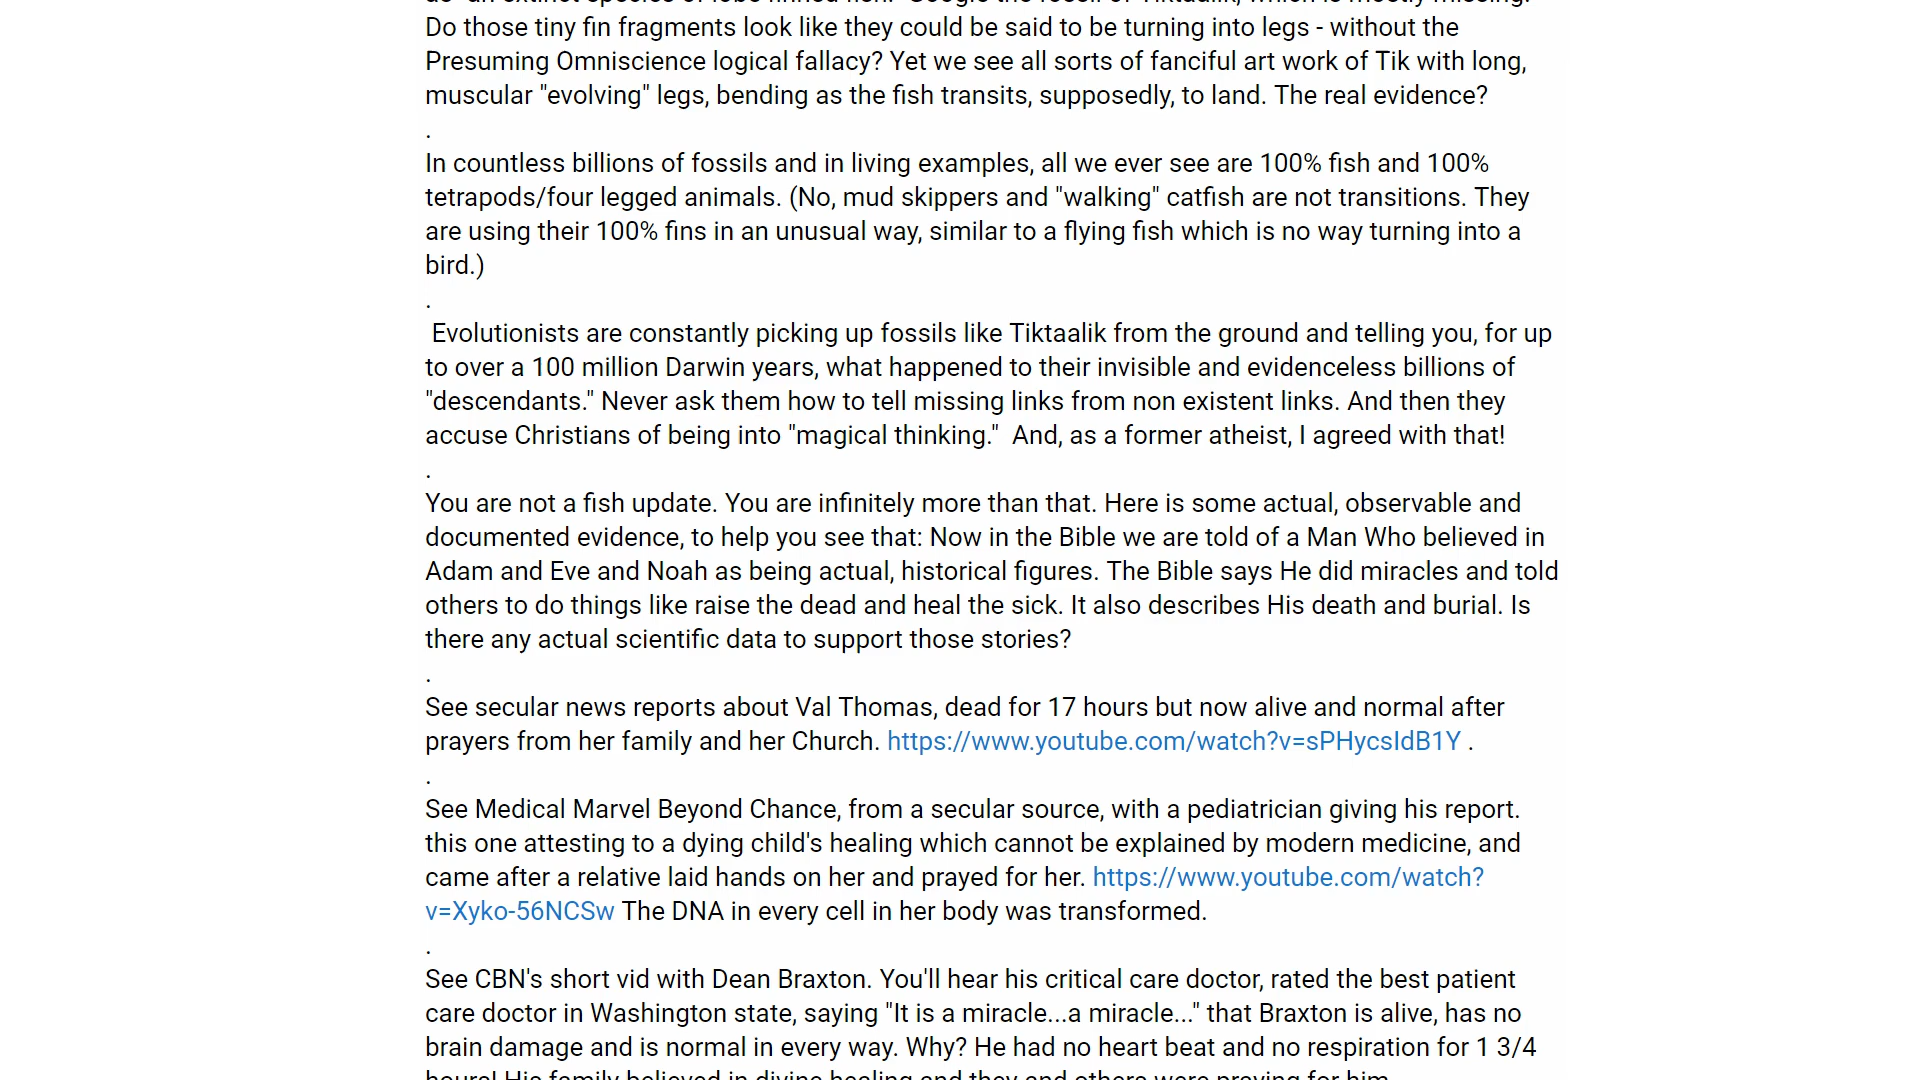 Do those tiny fin fragments look like they could be said to be turning into legs - without the
Presuming Omniscience logical fallacy? Yet we see all sorts of fanciful art work of Tik with long,
muscular "evolving" legs, bending as the fish transits, supposedly, to land. The real evidence?
.
In countless billions of fossils and in living examples, all we ever see are 100% fish and 100%
tetrapods/four legged animals. (No, mud skippers and "walking" catfish are not transitions. They
are using their 100% fins in an unusual way, similar to a flying fish which is no way turning into a
bird.)
.
Evolutionists are constantly picking up fossils like Tiktaalik from the ground and telling you, for up
to over a 100 million Darwin years, what happened to their invisible and evidenceless billions of
"descendants." Never ask them how to tell missing links from non existent links. And then they
accuse Christians of being into "magical thinking."  And, as a former atheist, I agreed with that!
.
You are not a fish update. You are infinitely more than that. Here is some actual, observable and
documented evidence, to help you see that: Now in the Bible we are told of a Man Who believed in
Adam and Eve and Noah as being actual, historical figures. The Bible says He did miracles and told
others to do things like raise the dead and heal the sick. It also describes His death and burial. Is
there any actual scientific data to support those stories?
.
See secular news reports about Val Thomas, dead for 17 hours but now alive and normal after
prayers from her family and her Church. https://www.youtube.com/watch?v=sPHycsIdB1Y .
.
See Medical Marvel Beyond Chance, from a secular source, with a pediatrician giving his report.
this one attesting to a dying child's healing which cannot be explained by modern medicine, and
came after a relative laid hands on her and prayed for her. https://www.youtube.com/watch?
v=Xyko-56NCSw The DNA in every cell in her body was transformed.
.
See CBN's short vid with Dean Braxton. You'll hear his critical care doctor, rated the best patient
care doctor in Washington state, saying "It is a miracle...a miracle..." that Braxton is alive, has no
brain damage and is normal in every way. Why? He had no heart beat and no respiration for 1 3/4
hours! His family believed in divine healing and they and others were praying for him.